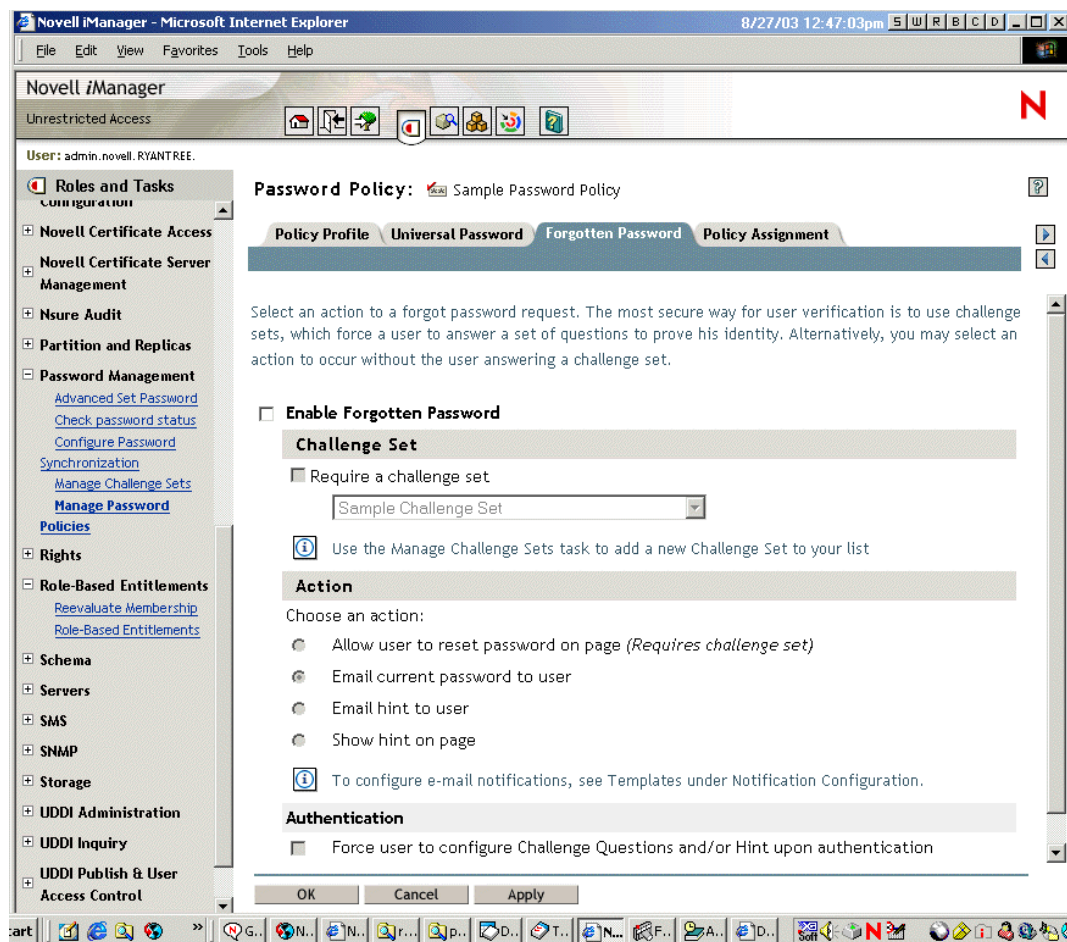 Novell iManager - Microsoft Internet Explorer
8/27/03 12:47:03pm
S W R B C D
File Edit View Favorites Tools Help
Novell iManager
Unrestricted Access
N
User: admin.novell.RYANTREE.
Roles and Tasks
Configuration
Novell Certificate Access
Novell Certificate Server
Management
Nsure Audit
Partition and Replicas
Password Management
Advanced Set Password
Check password status
Configure Password
Synchronization
Manage Challenge Sets
Manage Password
Policies
Rights
Role-Based Entitlements
Reevaluate Membership
Role-Based Entitlements
Schema
Servers
SMS
SNMP
Storage
UDDI Administration
UDDI Inquiry
UDDI Publish & User
Access Control
Password Policy: Sample Password Policy
?
Policy Profile Universal Password Forgotten Password Policy Assignment
Select an action to a forgot password request. The most secure way for user verification is to use challenge
sets, which force a user to answer a set of questions to prove his identity. Alternatively, you may select an
action to occur without the user answering a challenge set.
Enable Forgotten Password
Challenge Set
Require a challenge set
Sample Challenge Set
Use the Manage Challenge Sets task to add a new Challenge Set to your list
Action
Choose an action:
Allow user to reset password on page (Requires challenge set)
Email current password to user
Email hint to user
Show hint on page
To configure e-mail notifications, see Templates under Notification Configuration.
Authentication
Force user to configure Challenge Questions and/or Hint upon authentication
OK Cancel Apply
art » G.. N.. N.. r... p... D.. T.. N... F.. A.. D..